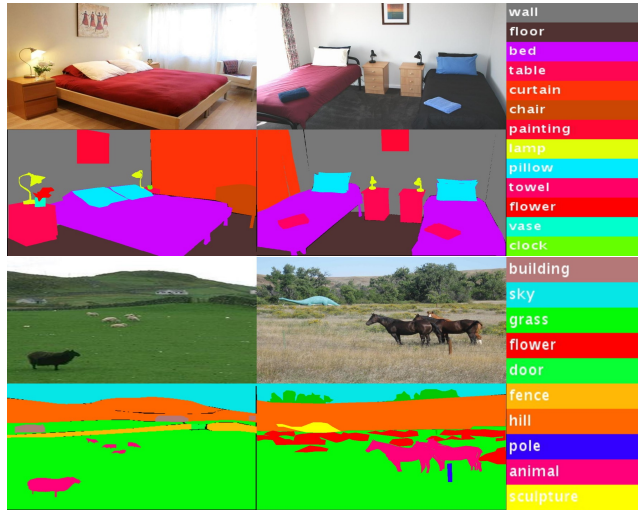 wall
floor
bed
table
curtain
chair
painting
lamp
pillow
towel
flower
vase
clock
building
sky
grass
flower
door
fence
hill
pole
animal
sculpture